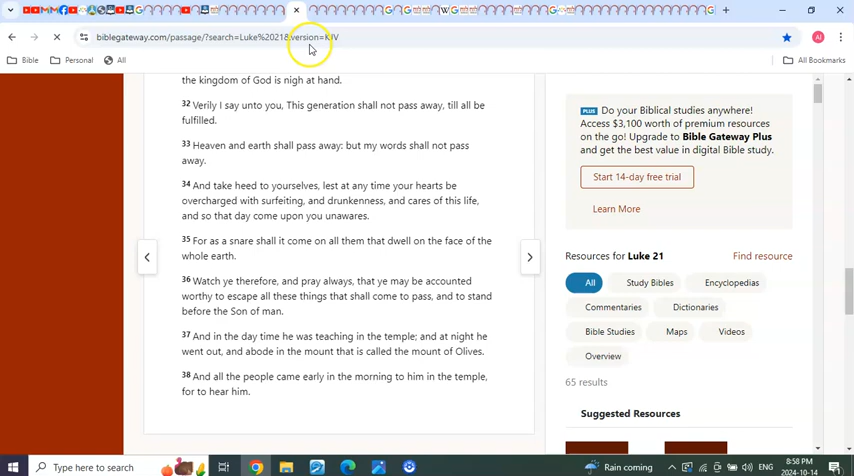 biblegateway.com/passage/?search=Luke%2021&version=KJV
AI
Bible
Personal
All
All Bookmarks
the kingdom of God is nigh at hand.
32 Verily I say unto you, This generation shall not pass away, till all be
fulfilled.
33 Heaven and earth shall pass away: but my words shall not pass
away.
34 And take heed to yourselves, lest at any time your hearts be
overcharged with surfeiting, and drunkenness, and cares of this life,
and so that day come upon you unawares.
35 For as a snare shall it come on all them that dwell on the face of the
whole earth.
36 Watch ye therefore, and pray always, that ye may be accounted
worthy to escape all these things that shall come to pass, and to stand
before the Son of man.
37 And in the day time he was teaching in the temple; and at night he
went out, and abode in the mount that is called the mount of Olives.
38 And all the people came early in the morning to him in the temple,
for to hear him.
PLUS Do your Biblical studies anywhere!
Access $3,100 worth of premium resources
on the go! Upgrade to Bible Gateway Plus
and get the best value in digital Bible study.
Start 14-day free trial
Learn More
Resources for Luke 21
Find resource
All
Study Bibles
Encyclopedias
Commentaries
Dictionaries
Bible Studies
Maps
Videos
Overview
65 results
Suggested Resources
Type here to search
Rain coming
ENG
8:58 PM
2024-10-14